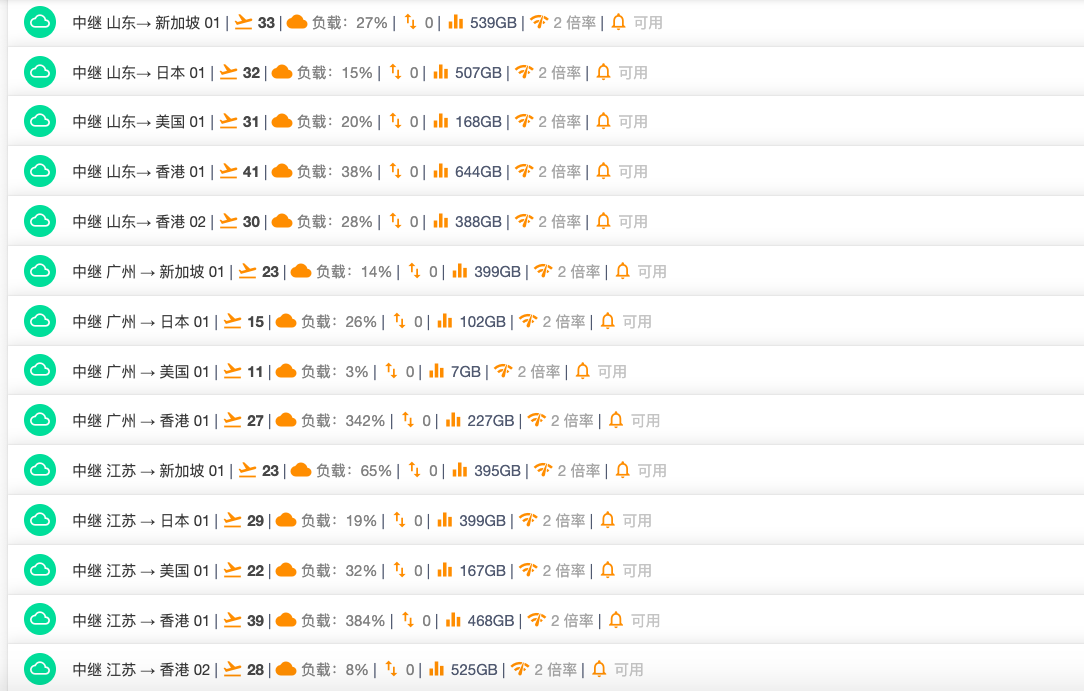 中继 山东→ 新加坡 01 | 33 | 负载：27% | 0 | 539GB | 2 倍率 | 可用
中继 山东→ 日本 01 | 32 | 负载：15% | 0 | 507GB | 2 倍率 | 可用
中继 山东→ 美国 01 | 31 | 负载：20% | 0 | 168GB | 2 倍率 | 可用
中继 山东→ 香港 01 | 41 | 负载：38% | 0 | 644GB | 2 倍率 | 可用
中继 山东→ 香港 02 | 30 | 负载：28% | 0 | 388GB | 2 倍率 | 可用
中继 广州 → 新加坡 01 | 23 | 负载：14% | 0 | 399GB | 2 倍率 | 可用
中继 广州 → 日本 01 | 15 | 负载：26% | 0 | 102GB | 2 倍率 | 可用
中继 广州 → 美国 01 | 11 | 负载：3% | 0 | 7GB | 2 倍率 | 可用
中继 广州 → 香港 01 | 27 | 负载：342% | 0 | 227GB | 2 倍率 | 可用
中继 江苏 → 新加坡 01 | 23 | 负载：65% | 0 | 395GB | 2 倍率 | 可用
中继 江苏 → 日本 01 | 29 | 负载：19% | 0 | 399GB | 2 倍率 | 可用
中继 江苏 → 美国 01 | 22 | 负载：32% | 0 | 167GB | 2 倍率 | 可用
中继 江苏 → 香港 01 | 39 | 负载：384% | 0 | 468GB | 2 倍率 | 可用
中继 江苏 → 香港 02 | 28 | 负载：8% | 0 | 525GB | 2 倍率 | 可用